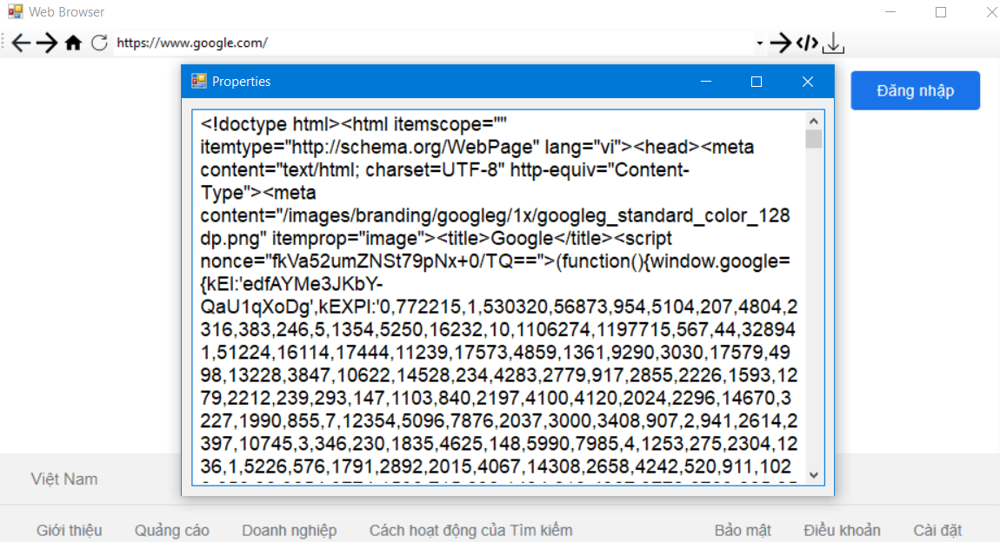 Web Browser
https://www.google.com/
Properties
Đăng nhập
<!doctype html><html itemscope=""
itemtype="http://schema.org/WebPage" lang="vi"><head><meta
content="text/html; charset=UTF-8" http-equiv="Content-
Type"><meta
content="/images/branding/googleg/1x/googleg_standard_color_128
dp.png" itemprop="image"><title>Google</title><script
nonce="fkVa52umZNSt79pNx+0/TQ==">(function(){window.google=
{kEI:'edfAYMe3JKbY-
QaU1qXoDg',kEXPI:'0,772215,1,530320,56873,954,5104,207,4804,2
316,383,246,5,1354,5250,16232,10,1106274,1197715,567,44,32894
1,51224,16114,17444,11239,17573,4859,1361,9290,3030,17579,49
98,13228,3847,10622,14528,234,4283,2779,917,2855,2226,1593,12
79,2212,239,293,147,1103,840,2197,4100,4120,2024,2296,14670,3
227,1990,855,7,12354,5096,7876,2037,3000,3408,907,2,941,2614,2
397,10745,3,346,230,1835,4625,148,5990,7985,4,1253,275,2304,1
236,1,5226,576,1791,2892,2015,4067,14308,2658,4242,520,911,102
Việt Nam
Giới thiệu Quảng cáo Doanh nghiệp Cách hoạt động của Tìm kiếm Bảo mật Điều khoản Cài đặt